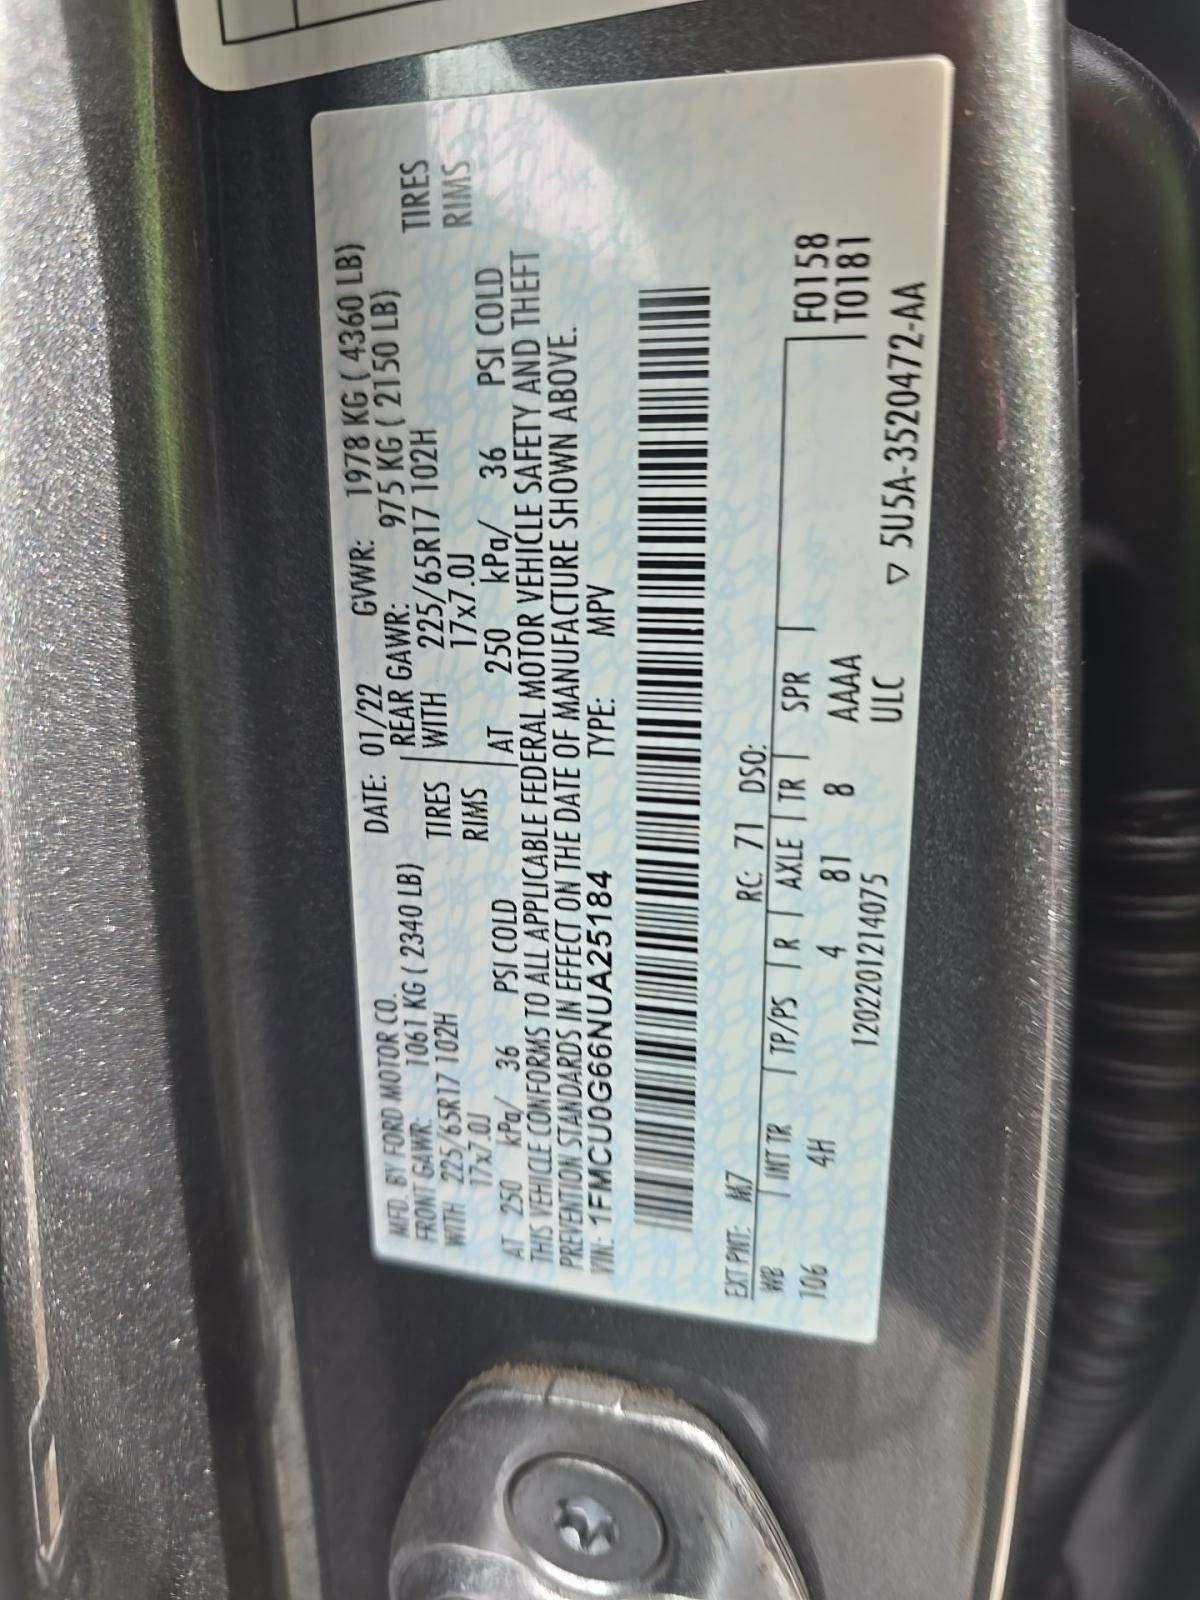 MFD. BY FORD MOTOR CO. DATE: 01/22 GVWR: 1978 KG ( 4360 LB)
FRONT GAWR: 1061 KG ( 2340 LB) REAR GAWR: 975 KG ( 2150 LB)
WITH 225/65R17 102H TIRES WITH 225/65R17 102H TIRES
17x7.0J RIMS 17x7.0J RIMS
AT 250 kPa/ 36 PSI COLD AT 250 kPa/ 36 PSI COLD
THIS VEHICLE CONFORMS TO ALL APPLICABLE FEDERAL MOTOR VEHICLE SAFETY AND THEFT
PREVENTION STANDARDS IN EFFECT ON THE DATE OF MANUFACTURE SHOWN ABOVE.
VIN: 1FMCU0G66NUA25184 TYPE: MPV
EXT PNT: M7 RC: 71 DSO:
WB INT TR TP/PS R AXLE TR SPR
106 4H 4 81 8 AAAA F0158
T0181
120220121214075 ULC
▽ 5U5A-3520472-AA